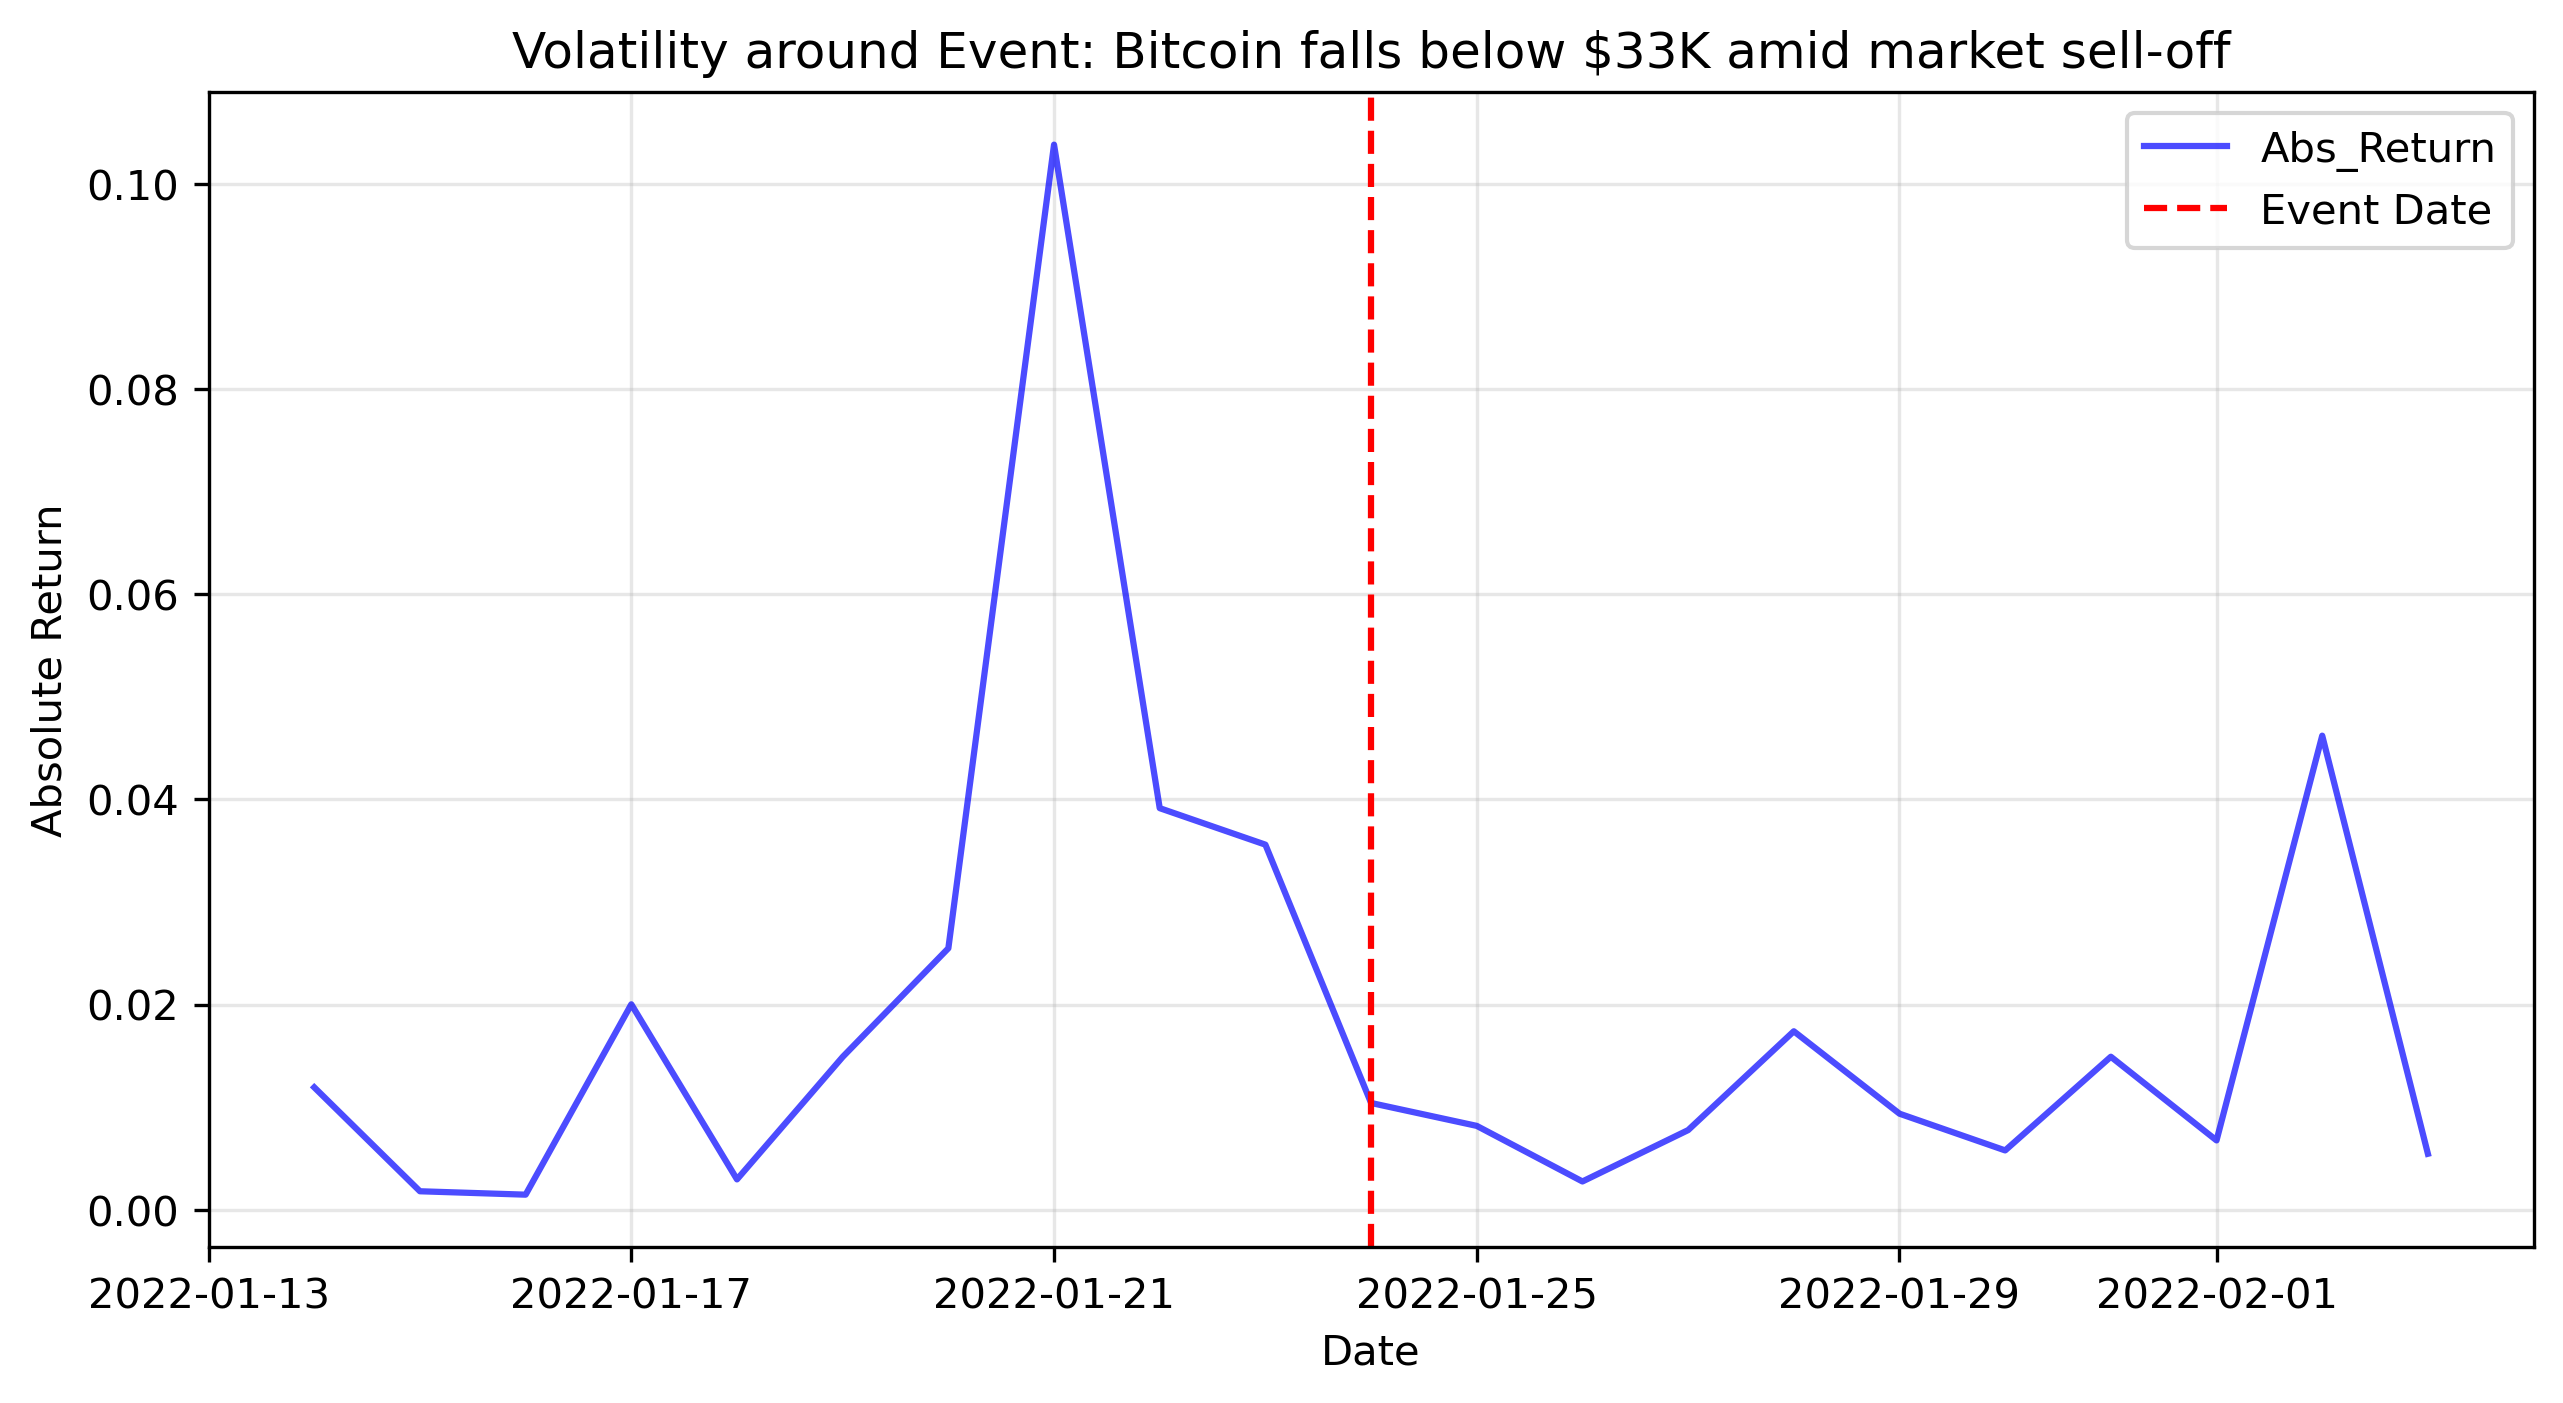 Volatility around Event: Bitcoin falls below $33K amid market sell-off
Abs_Return
Event Date
Absolute Return
0.10
0.08
0.06
0.04
0.02
0.00
2022-01-13 2022-01-17 2022-01-21 2022-01-25 2022-01-29 2022-02-01
Date